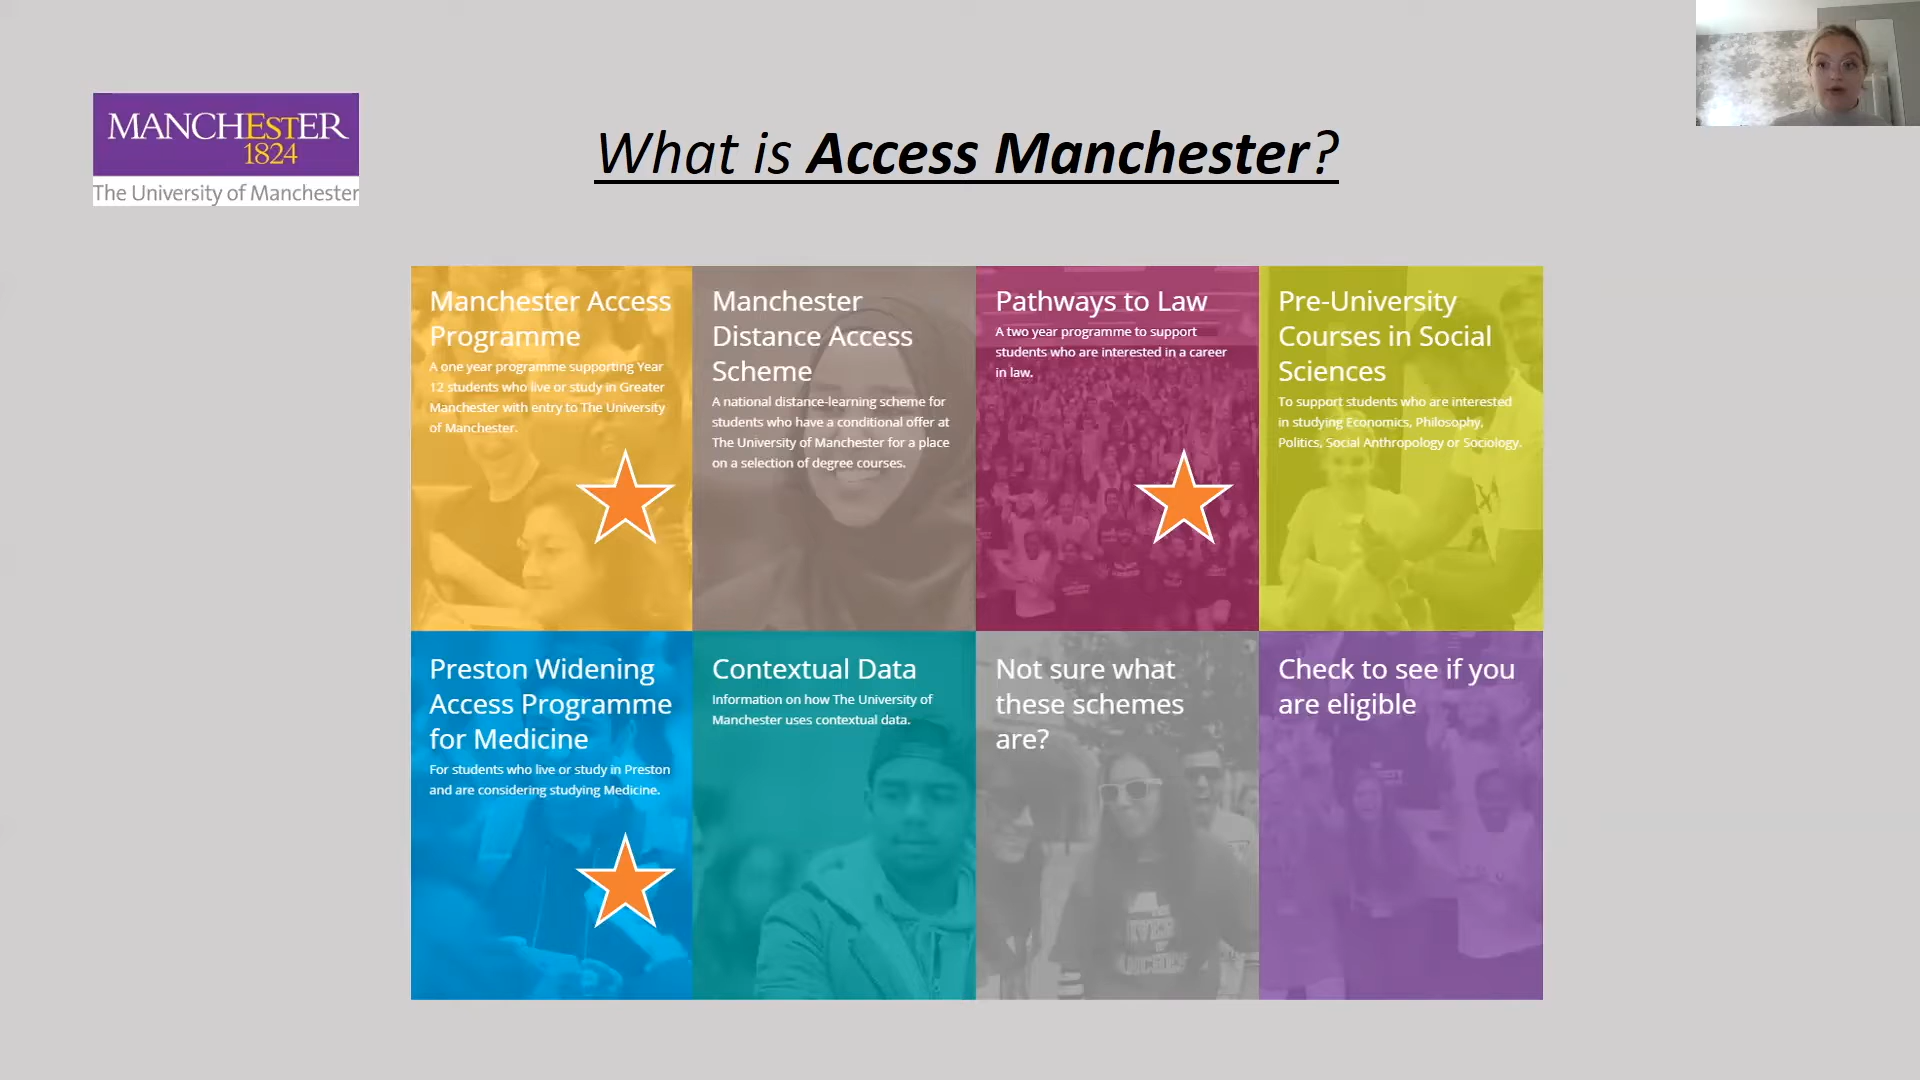 MANCHESTER
1824
The University of Manchester
What is Access Manchester?
Manchester Access
Programme
A one year programme supporting Year
12 students who live or study in Greater
Manchester with entry to The University
of Manchester.
Manchester
Distance Access
Scheme
A national distance-learning scheme for
students who have a conditional offer at
The University of Manchester for a place
on a selection of degree courses.
Pathways to Law
A two year programme to support
students who are interested in a career
in law.
Pre-University
Courses in Social
Sciences
To support students who are interested
in studying Economics, Philosophy,
Politics, Social Anthropology or Sociology.
Preston Widening
Access Programme
for Medicine
For students who live or study in Preston
and are considering studying Medicine.
Contextual Data
Information on how The University of
Manchester uses contextual data.
Not sure what
these schemes
are?
Check to see if you
are eligible